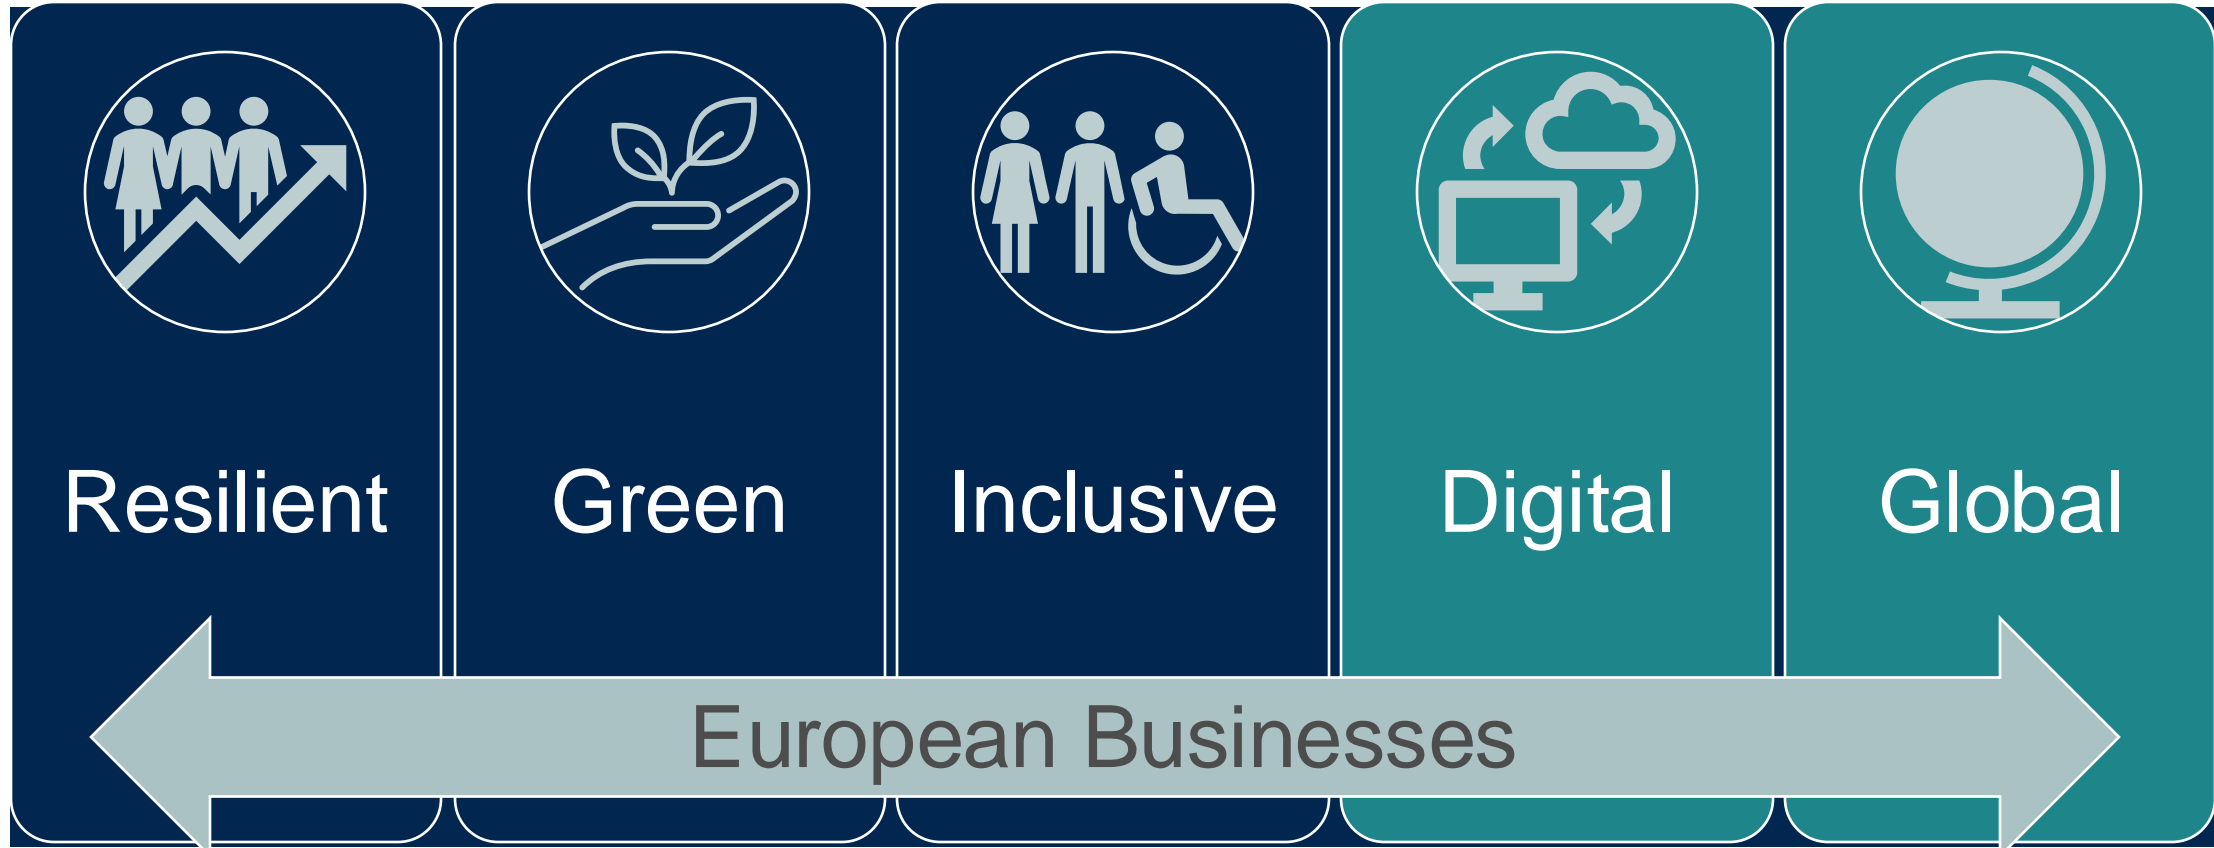 Resilient
Green
Inclusive
Digital
Global
European Businesses